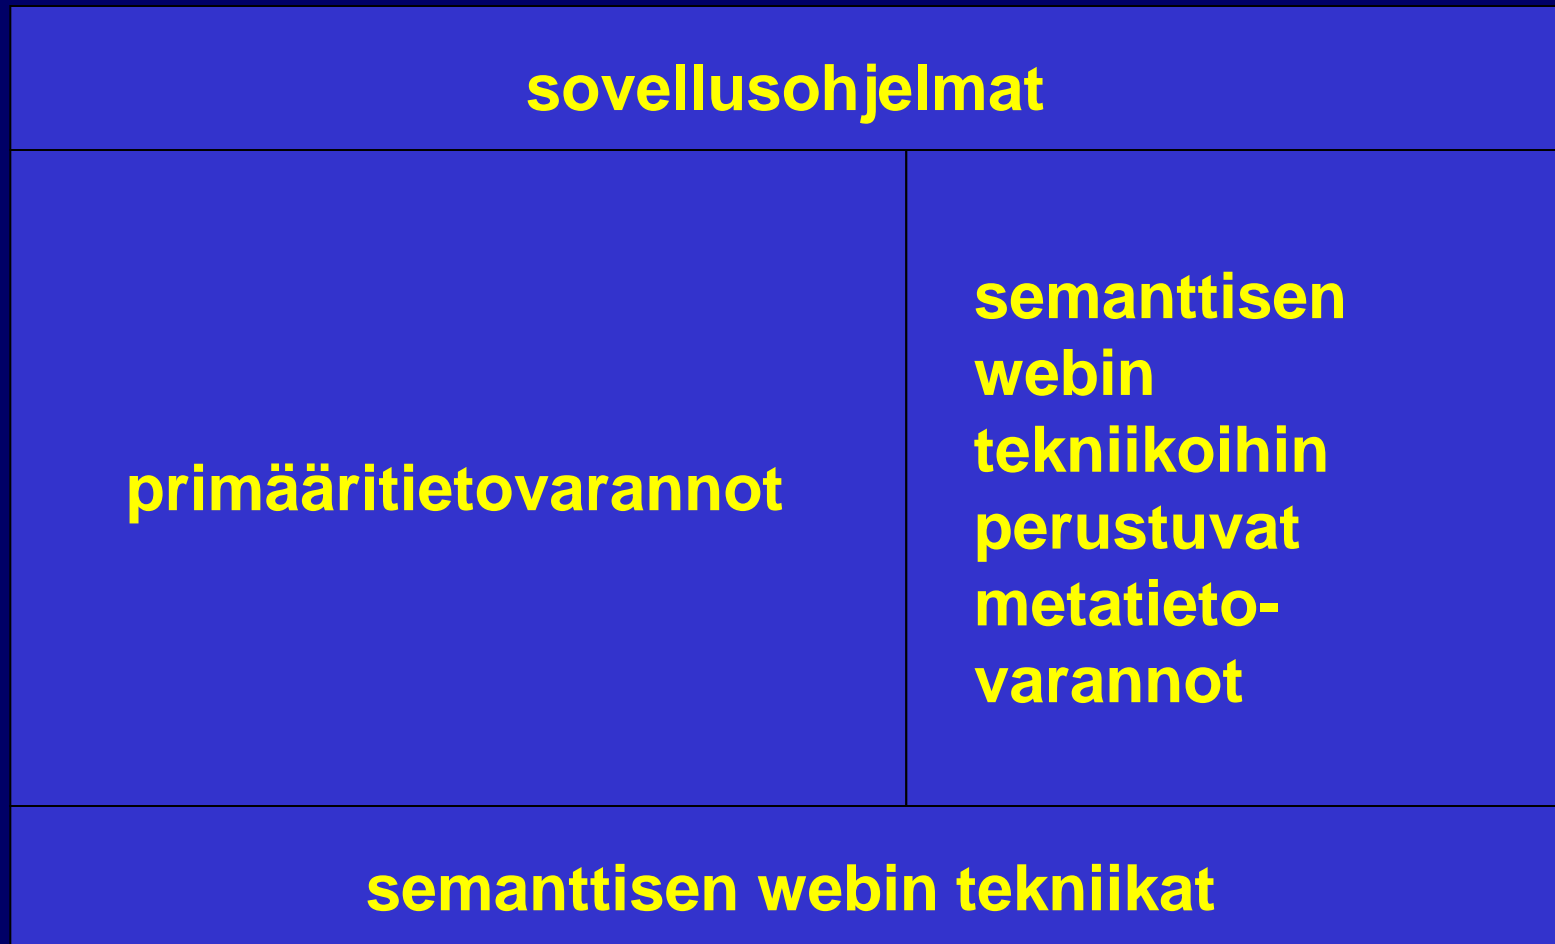 sovellusohjelmat
primääritietovarannot
semanttisen
webin
tekniikoihin
perustuvat
metatieto-
varannot
semanttisen webin tekniikat